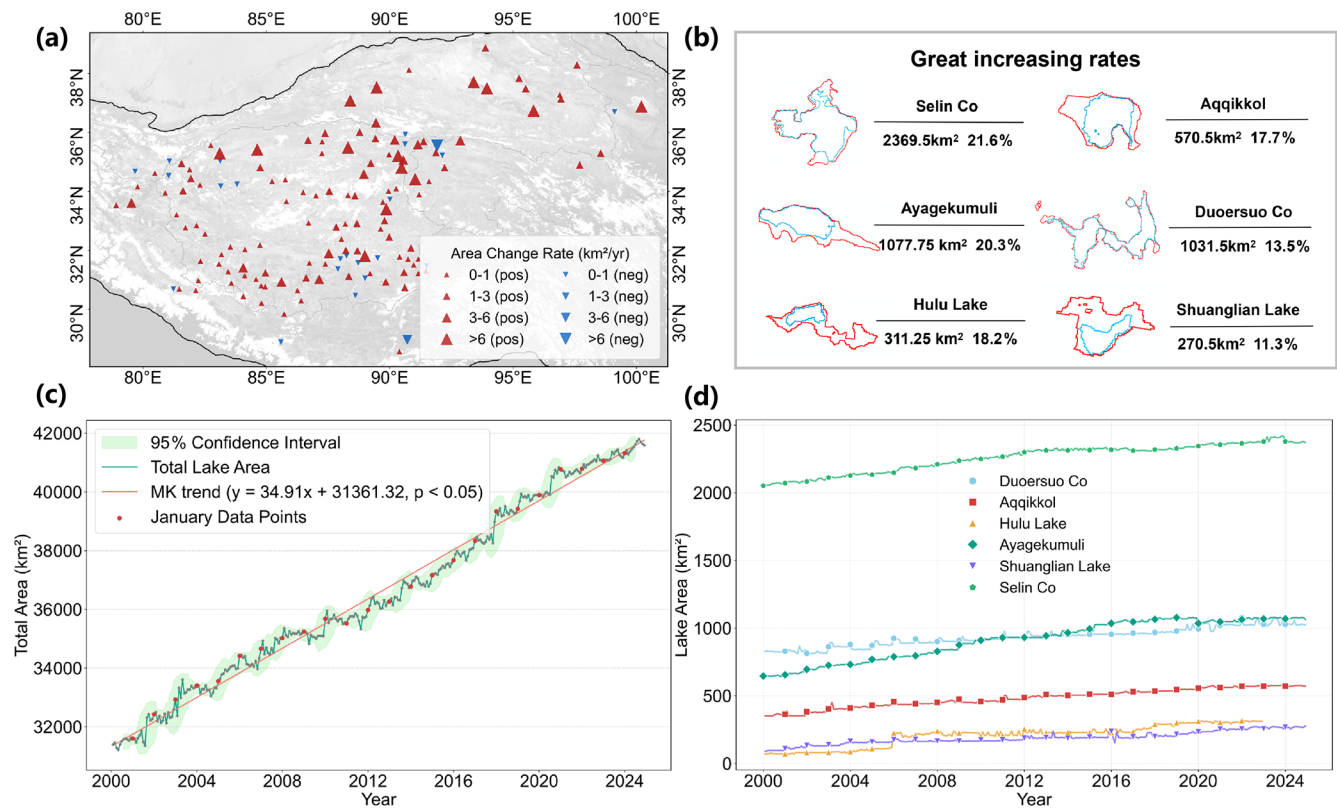 (a)
80°E 85°E 90°E 95°E 100°E
38°N 38°N
36°N 36°N
34°N 34°N
32°N 32°N
30°N 30°N
Area Change Rate (km²/yr)
0-1 (pos) 0-1 (neg)
1-3 (pos) 1-3 (neg)
3-6 (pos) 3-6 (neg)
>6 (pos) >6 (neg)
80°E 85°E 90°E 95°E 100°E
(b)
Great increasing rates
Selin Co
2369.5km² 21.6%
Aqqikkol
570.5km² 17.7%
Ayagekumuli
1077.75 km² 20.3%
Duoersuo Co
1031.5km² 13.5%
Hulu Lake
311.25 km² 18.2%
Shuanglian Lake
270.5km² 11.3%
(c)
Total Area (km²)
42000
40000
38000
36000
34000
32000
95% Confidence Interval
Total Lake Area
MK trend (y = 34.91x + 31361.32, p < 0.05)
January Data Points
2000 2004 2008 2012 2016 2020 2024
Year
(d)
Lake Area (km²)
2500
2000
1500
1000
500
0
Duoersuo Co
Aqqikkol
Hulu Lake
Ayagekumuli
Shuanglian Lake
Selin Co
2000 2004 2008 2012 2016 2020 2024
Year